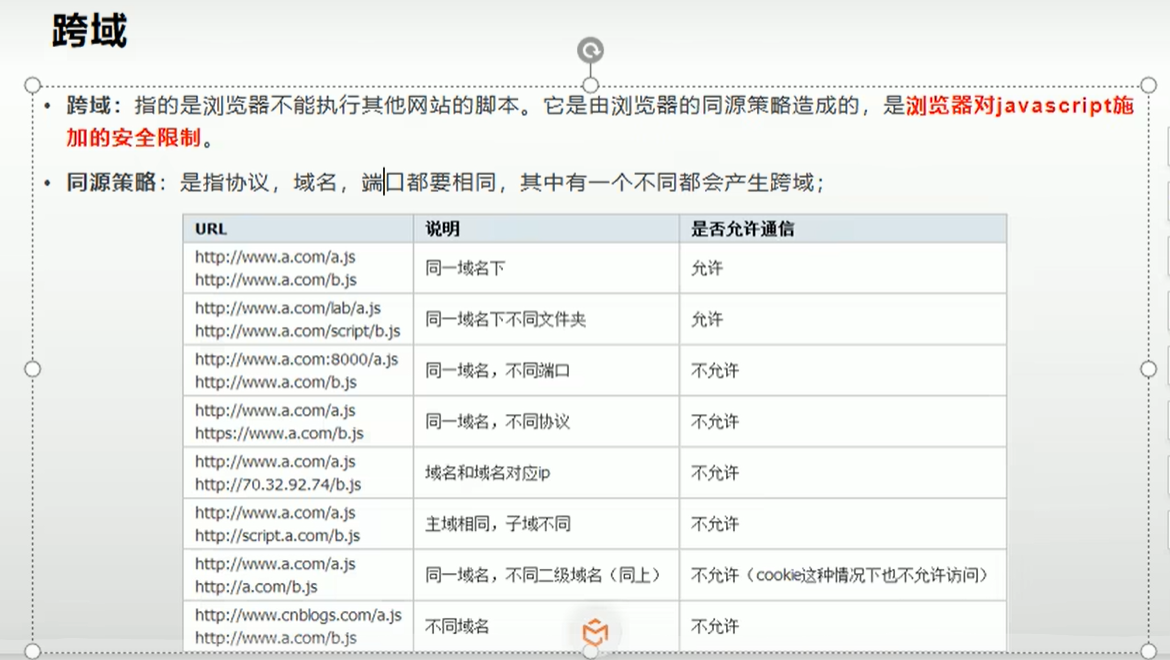 跨域
• 跨域：指的是浏览器不能执行其他网站的脚本。它是由浏览器的同源策略造成的，是浏览器对javascript施
加的安全限制。
• 同源策略：是指协议，域名，端口都要相同，其中有一个不同都会产生跨域；
URL 说明 是否允许通信
http://www.a.com/a.js
http://www.a.com/b.js
同一域名下 允许
http://www.a.com/lab/a.js
http://www.a.com/script/b.js
同一域名下不同文件夹 允许
http://www.a.com:8000/a.js
http://www.a.com/b.js
同一域名，不同端口 不允许
http://www.a.com/a.js
https://www.a.com/b.js
同一域名，不同协议 不允许
http://www.a.com/a.js
http://70.32.92.74/b.js
域名和域名对应ip 不允许
http://www.a.com/a.js
http://script.a.com/b.js
主域相同，子域不同 不允许
http://www.a.com/a.js
http://a.com/b.js
同一域名，不同二级域名（同上） 不允许（cookie这种情况下也不允许访问）
http://www.cnblogs.com/a.js
http://www.a.com/b.js
不同域名 不允许